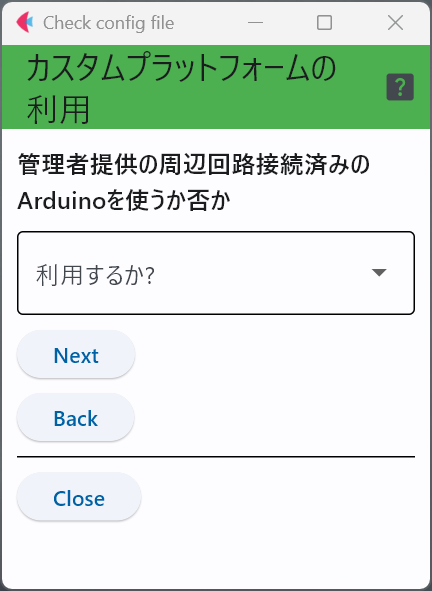 Check config file
カスタムプラットフォームの
利用
?
管理者提供の周辺回路接続済みの
Arduinoを使うか否か
利用するか?
Next
Back
Close